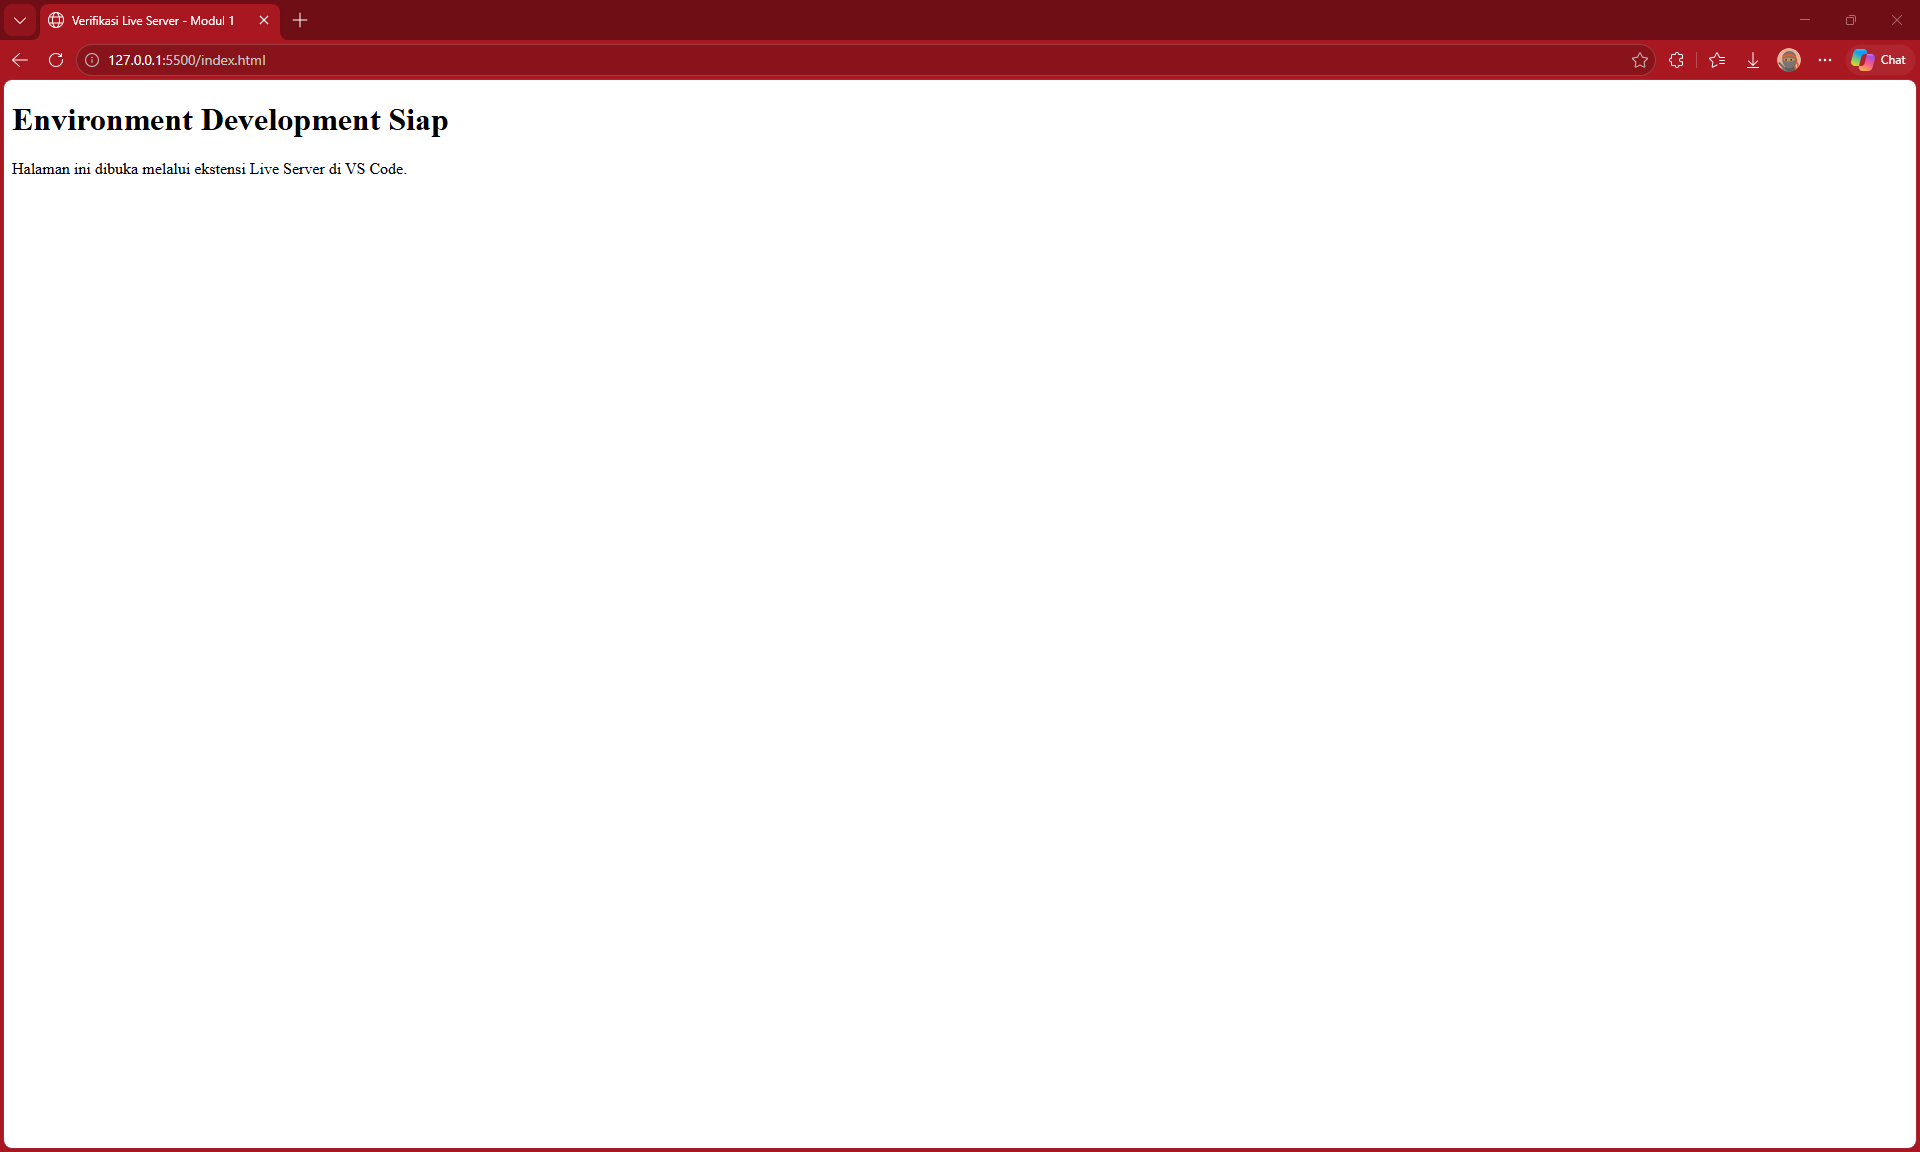 Verifikasi Live Server - Modul 1
127.0.0.1:5500/index.html
Chat
Environment Development Siap
Halaman ini dibuka melalui ekstensi Live Server di VS Code.